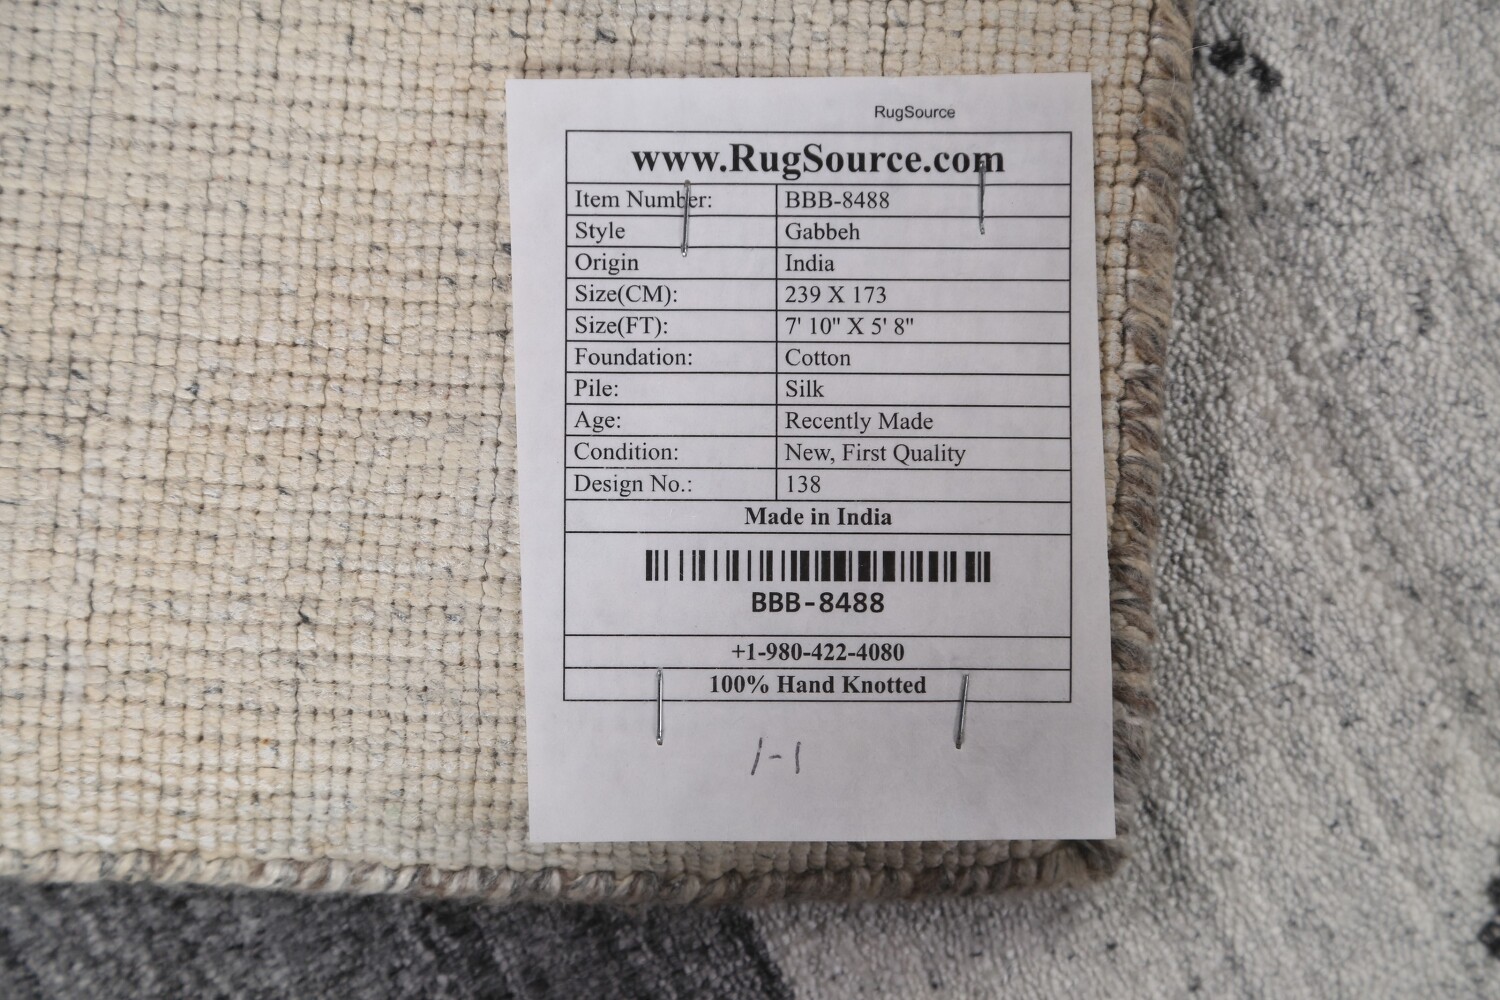 RugSource
www.RugSource.com
Item Number: BBB-8488
Style Gabbeh
Origin India
Size(CM): 239 X 173
Size(FT): 7' 10" X 5' 8"
Foundation: Cotton
Pile: Silk
Age: Recently Made
Condition: New, First Quality
Design No.: 138
Made in India
BBB-8488
+1-980-422-4080
100% Hand Knotted
1-1